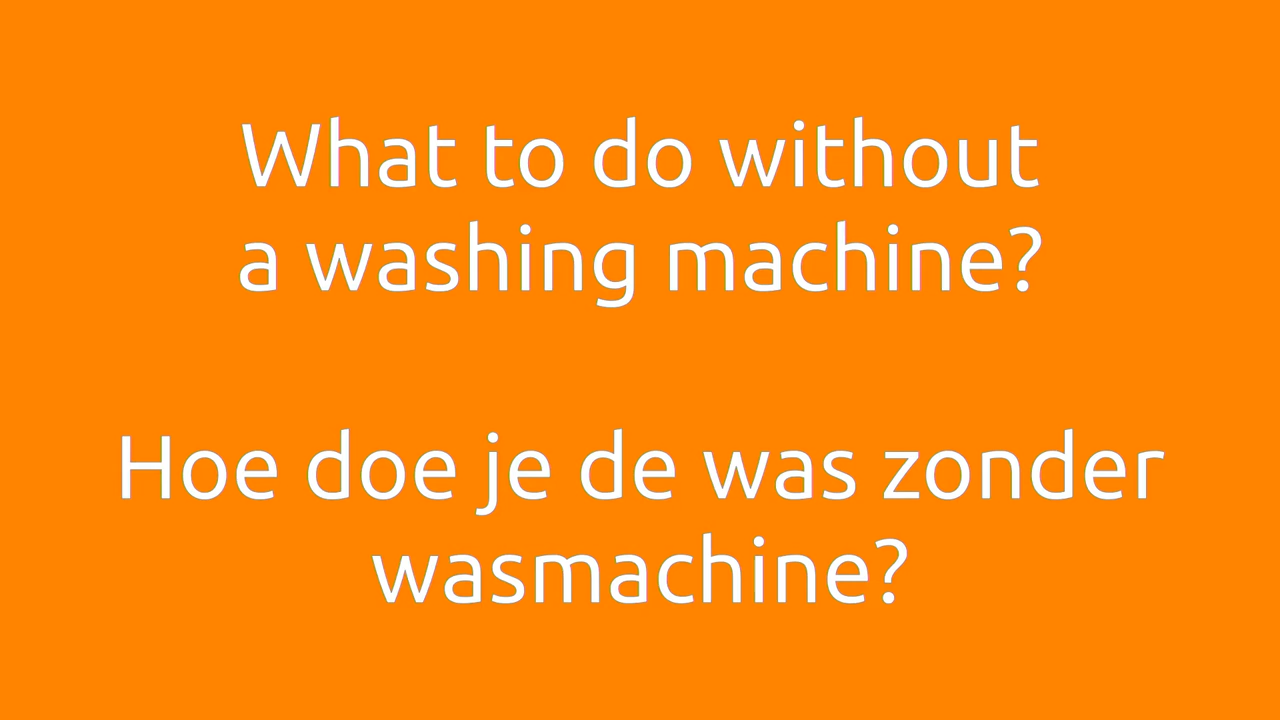 What to do without
a washing machine?
Hoe doe je de was zonder
wasmachine?